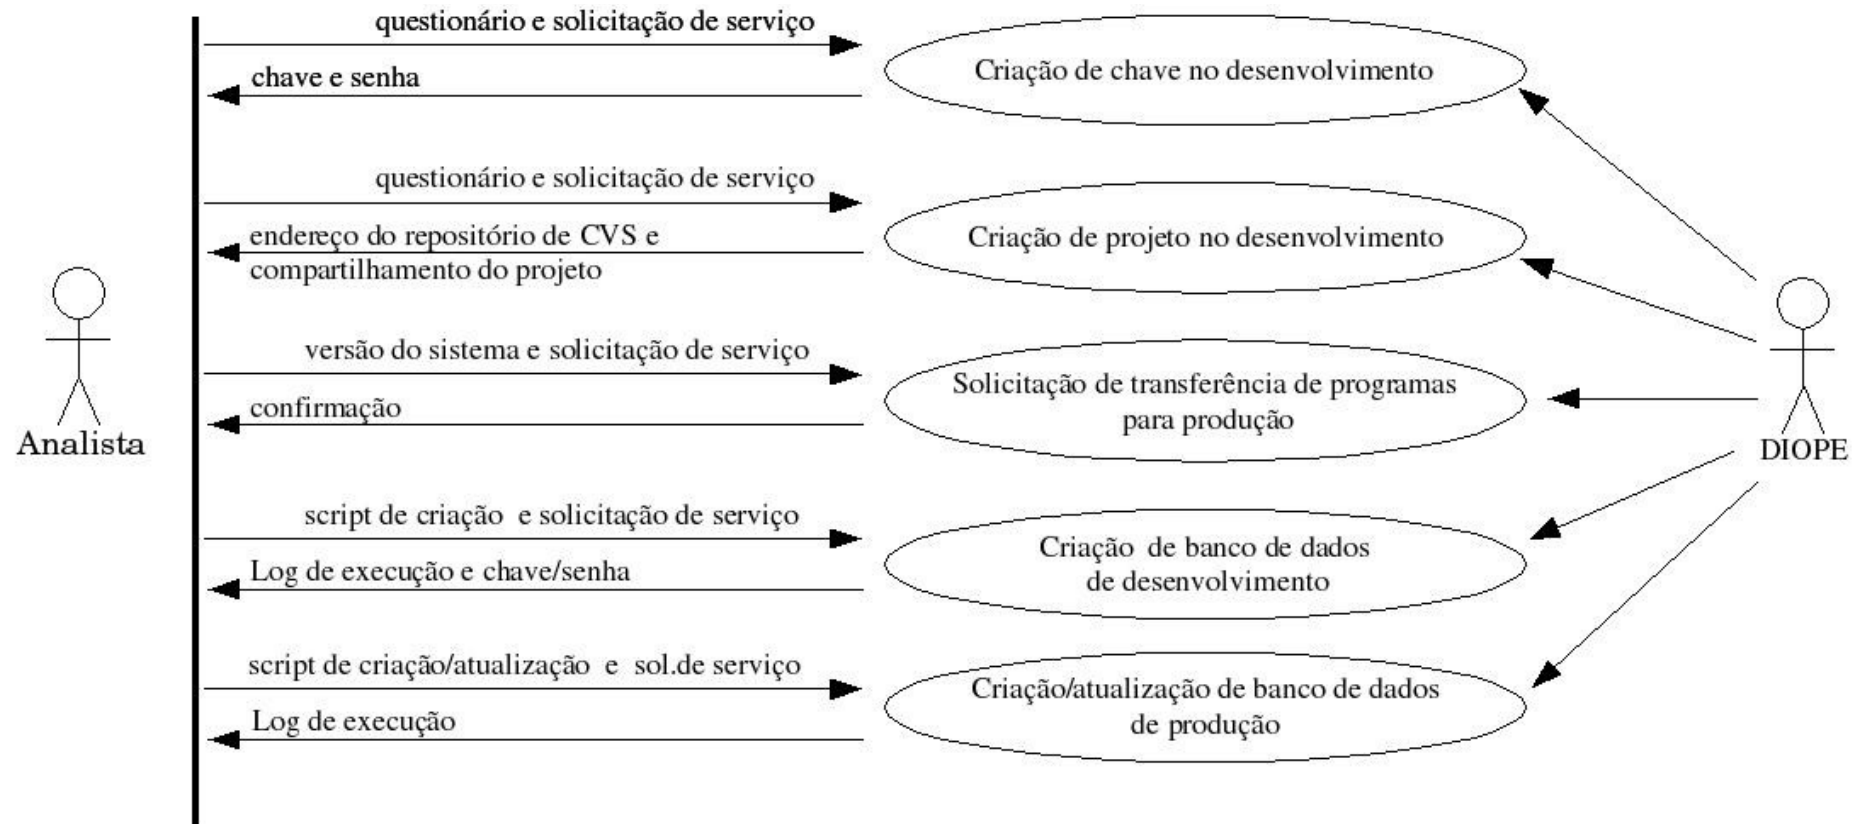 questionário e solicitação de serviço
chave e senha
Criação de chave no desenvolvimento
questionário e solicitação de serviço
endereço do repositório de CVS e
compartilhamento do projeto
Criação de projeto no desenvolvimento
versão do sistema e solicitação de serviço
confirmação
Solicitação de transferência de programas
para produção
Analista
DIOPE
script de criação e solicitação de serviço
Log de execução e chave/senha
Criação de banco de dados
de desenvolvimento
script de criação/atualização e sol.de serviço
Log de execução
Criação/atualização de banco de dados
de produção